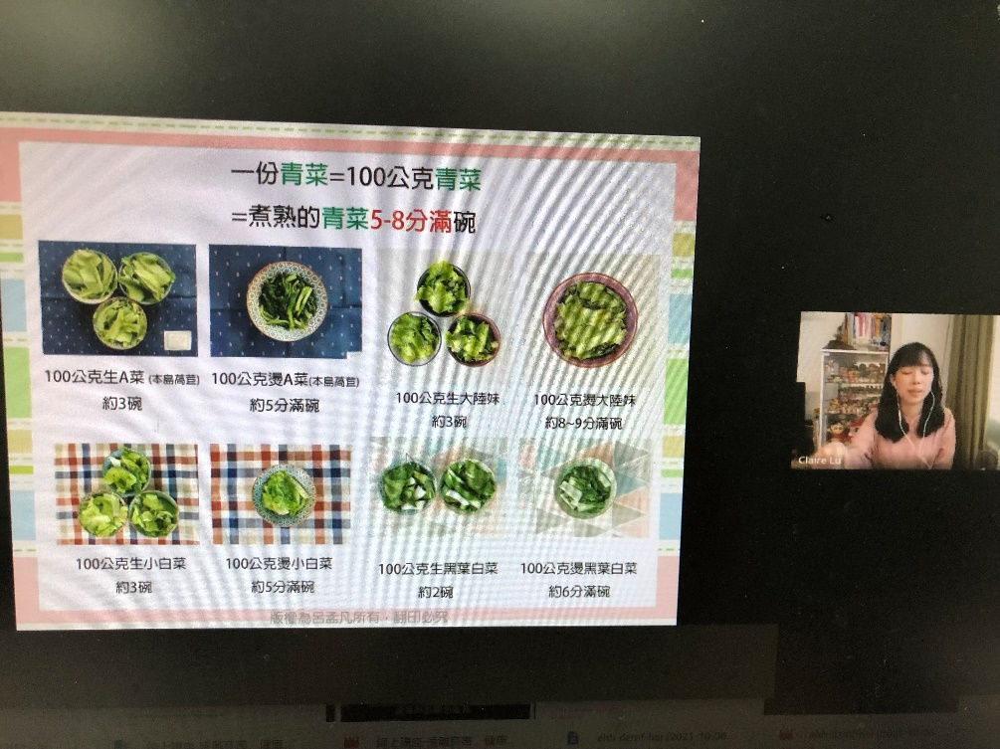 一份青菜=100公克青菜
=煮熟的青菜5-8分滿碗
100公克生A菜(本島萵苣)
約3碗
100公克燙A菜(本島萵苣)
約5分滿碗
100公克生大陸妹
約3碗
100公克燙大陸妹
約8~9分滿碗
100公克生小白菜
約3碗
100公克燙小白菜
約5分滿碗
100公克生黑葉白菜
約2碗
100公克燙黑葉白菜
約6分滿碗
版權為呂孟凡所有，翻印必究
Claire Lu